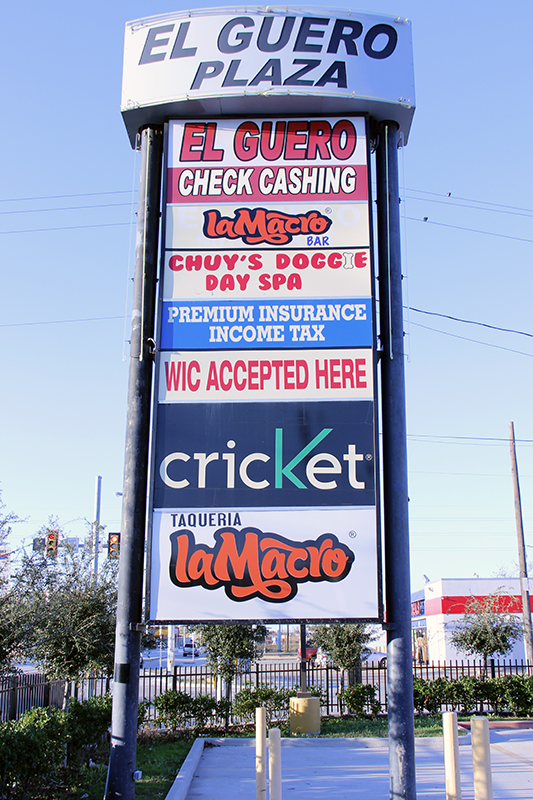 EL GUERO
PLAZA
EL GUERO
CHECK CASHING
laMacro®
BAR
CHUY'S DOGGIE
DAY SPA
PREMIUM INSURANCE
INCOME TAX
WIC ACCEPTED HERE
cricket®
TAQUERIA
laMacro®